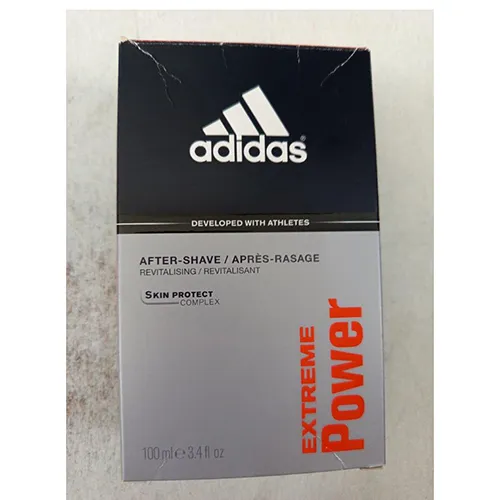 adidas®
DEVELOPED WITH ATHLETES
AFTER-SHAVE / APRÈS-RASAGE
REVITALISING / REVITALISANT
SKIN PROTECT
COMPLEX
EXTREME
Power
100 ml ℮ 3.4 fl oz